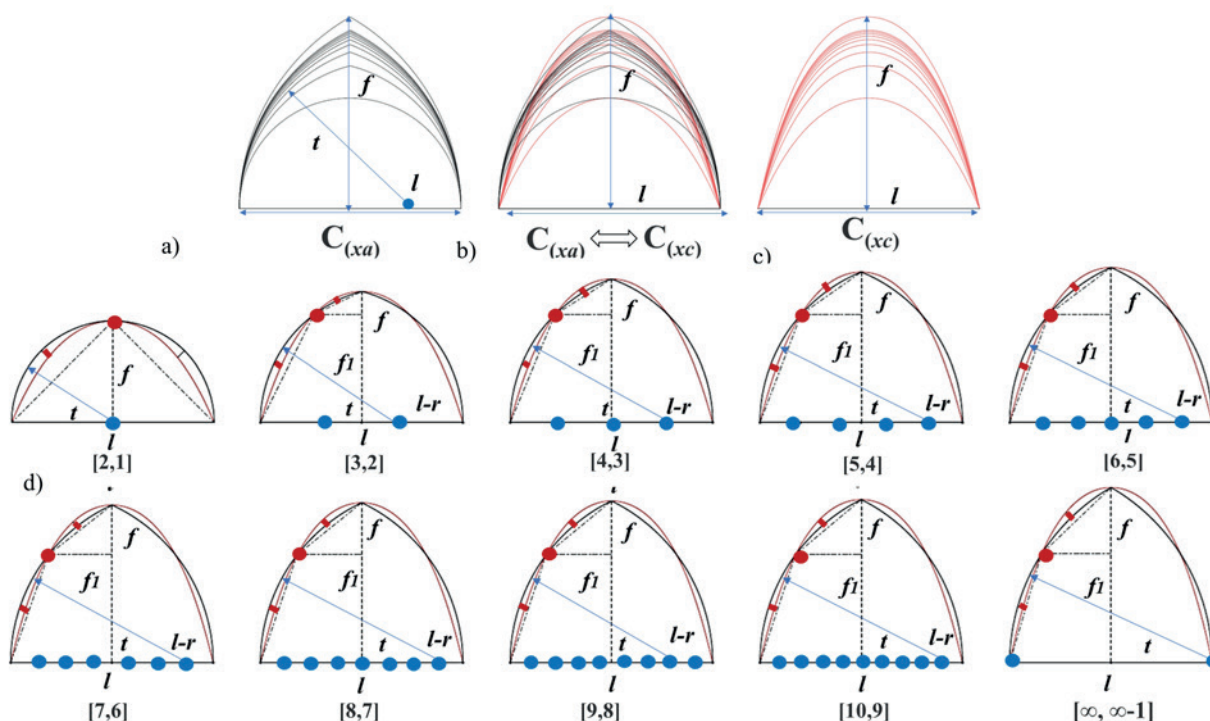 f
t
l
C(xa)
a)
f
l
C(xa) ⟺ C(xc)
b)
f
C(xc)
c)
f
t
l
[2,1]
f
f1
l-r
t
l
[3,2]
f
f1
l-r
t
l
[4,3]
f
f1
l-r
t
l
[5,4]
f
f1
l-r
t
l
[6,5]
d)
f
f1
l-r
t
l
[7,6]
f
f1
l-r
t
l
[8,7]
f
f1
l-r
t
l
[9,8]
f
f1
l-r
t
l
[10,9]
f
f1
t
l
[∞, ∞-1]